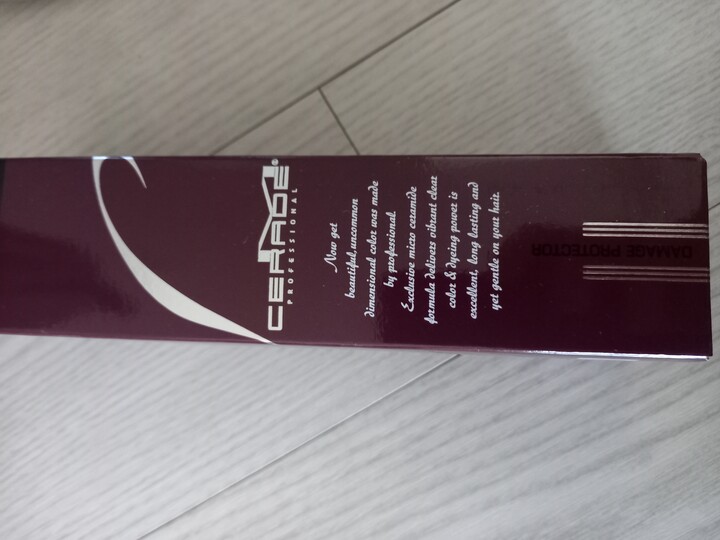 CERADE®
PROFESSIONAL
Now get
beautiful,uncommon
dimensional color was made
by professional.
Exclusive micro ceramide
formula delivers vibrant clear
color & dyeing power is
excellent, long lasting and
yet gentle on your hair.
DAMAGE PROTECTOR